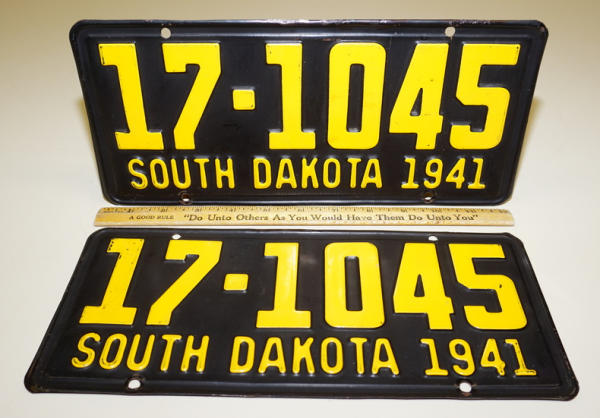 17-1045
SOUTH DAKOTA 1941
A GOOD RULE "Do Unto Others As You Would Have Them Do Unto You"
17-1045
SOUTH DAKOTA 1941